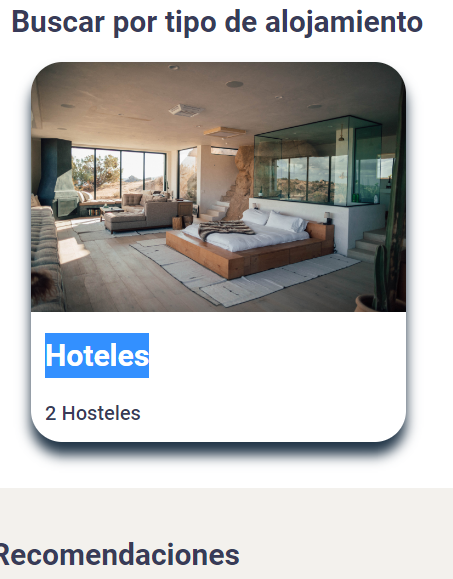 Buscar por tipo de alojamiento
Hoteles
2 Hosteles
Recomendaciones